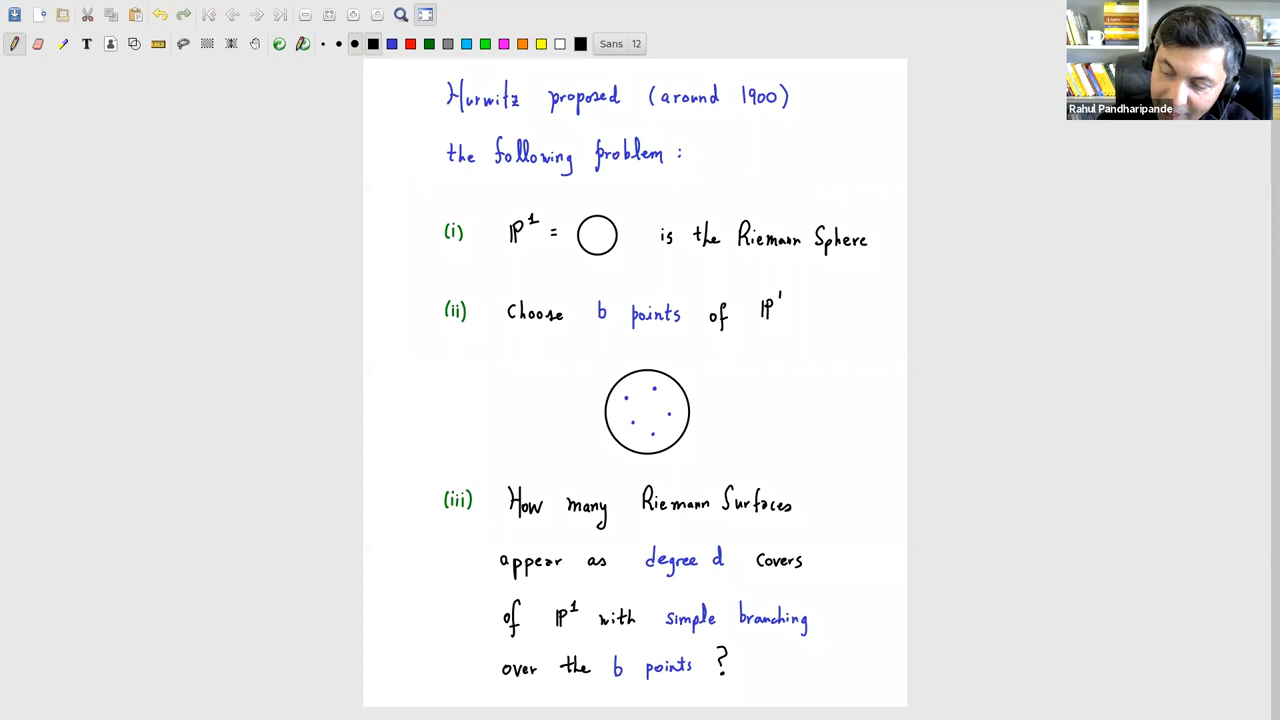 Sans 12
Rahul Pandharipande
Hurwitz proposed (around 1900)
the following problem :
(i) ℙ¹ = is the Riemann Sphere
(ii) Choose b points of ℙ¹
(iii) How many Riemann Surfaces
appear as degree d covers
of ℙ¹ with simple branching
over the b points ?